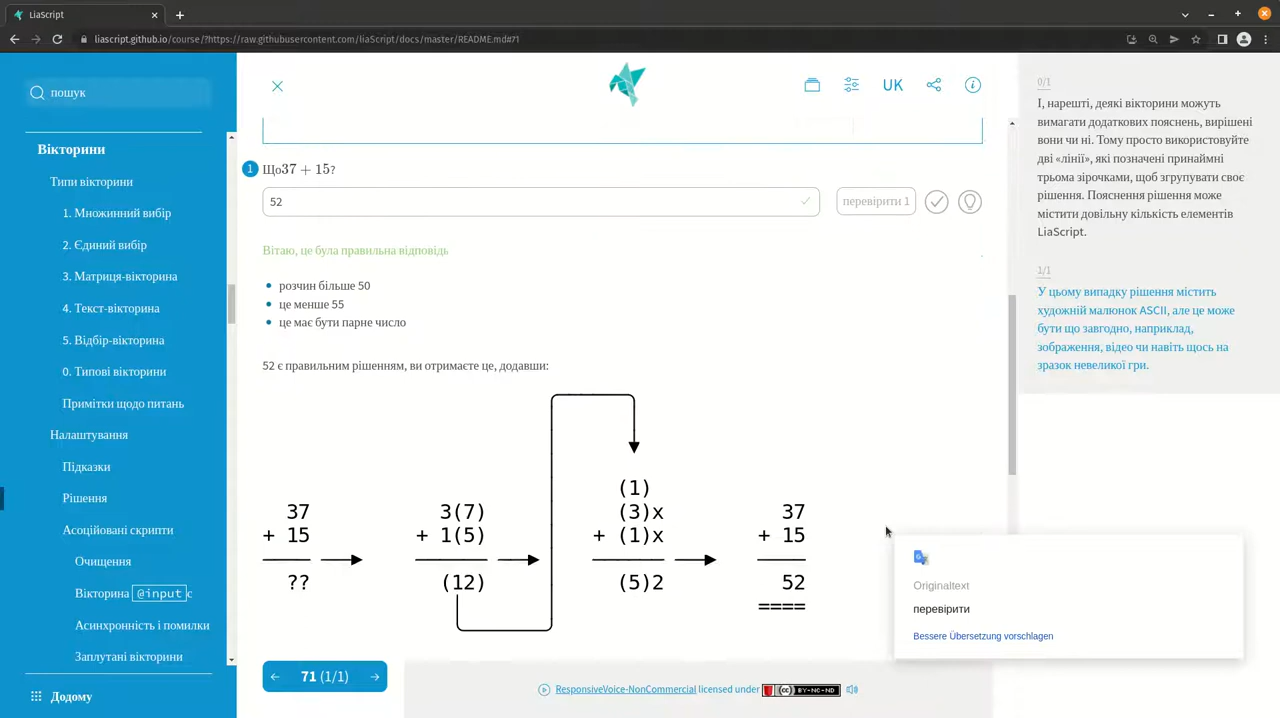 LiaScript
liascript.github.io/course/?https://raw.githubusercontent.com/liaScript/docs/master/README.md#71
пошук
Вікторини
Типи вікторини
1. Множинний вибір
2. Єдиний вибір
3. Матриця-вікторина
4. Текст-вікторина
5. Відбір-вікторина
0. Типові вікторини
Примітки щодо питань
Налаштування
Підказки
Рішення
Асоційовані скрипти
Очищення
Вікторина @input с
Асинхронність і помилки
Заплутані вікторини
Додому
UK
1 Що37 + 15?
52
перевірити 1
Вітаю, це була правильна відповідь
розчин більше 50
це менше 55
це має бути парне число
52 є правильним рішенням, ви отримаєте це, додавши:
(1)
37 3(7) (3)x 37
+ 15 + 1(5) + (1)x + 15
?? (12) (5)2 52
====
71 (1/1)
ResponsiveVoice-NonCommercial licensed under
cc BY-NC-ND
0/1
І, нарешті, деякі вікторини можуть
вимагати додаткових пояснень, вирішені
вони чи ні. Тому просто використовуйте
дві «лінії», які позначені принаймні
трьома зірочками, щоб згрупувати своє
рішення. Пояснення рішення може
містити довільну кількість елементів
LiaScript.
1/1
У цьому випадку рішення містить
художній малюнок ASCII, але це може
бути що завгодно, наприклад,
зображення, відео чи навіть щось на
зразок невеликої гри.
Originaltext
перевірити
Bessere Übersetzung vorschlagen